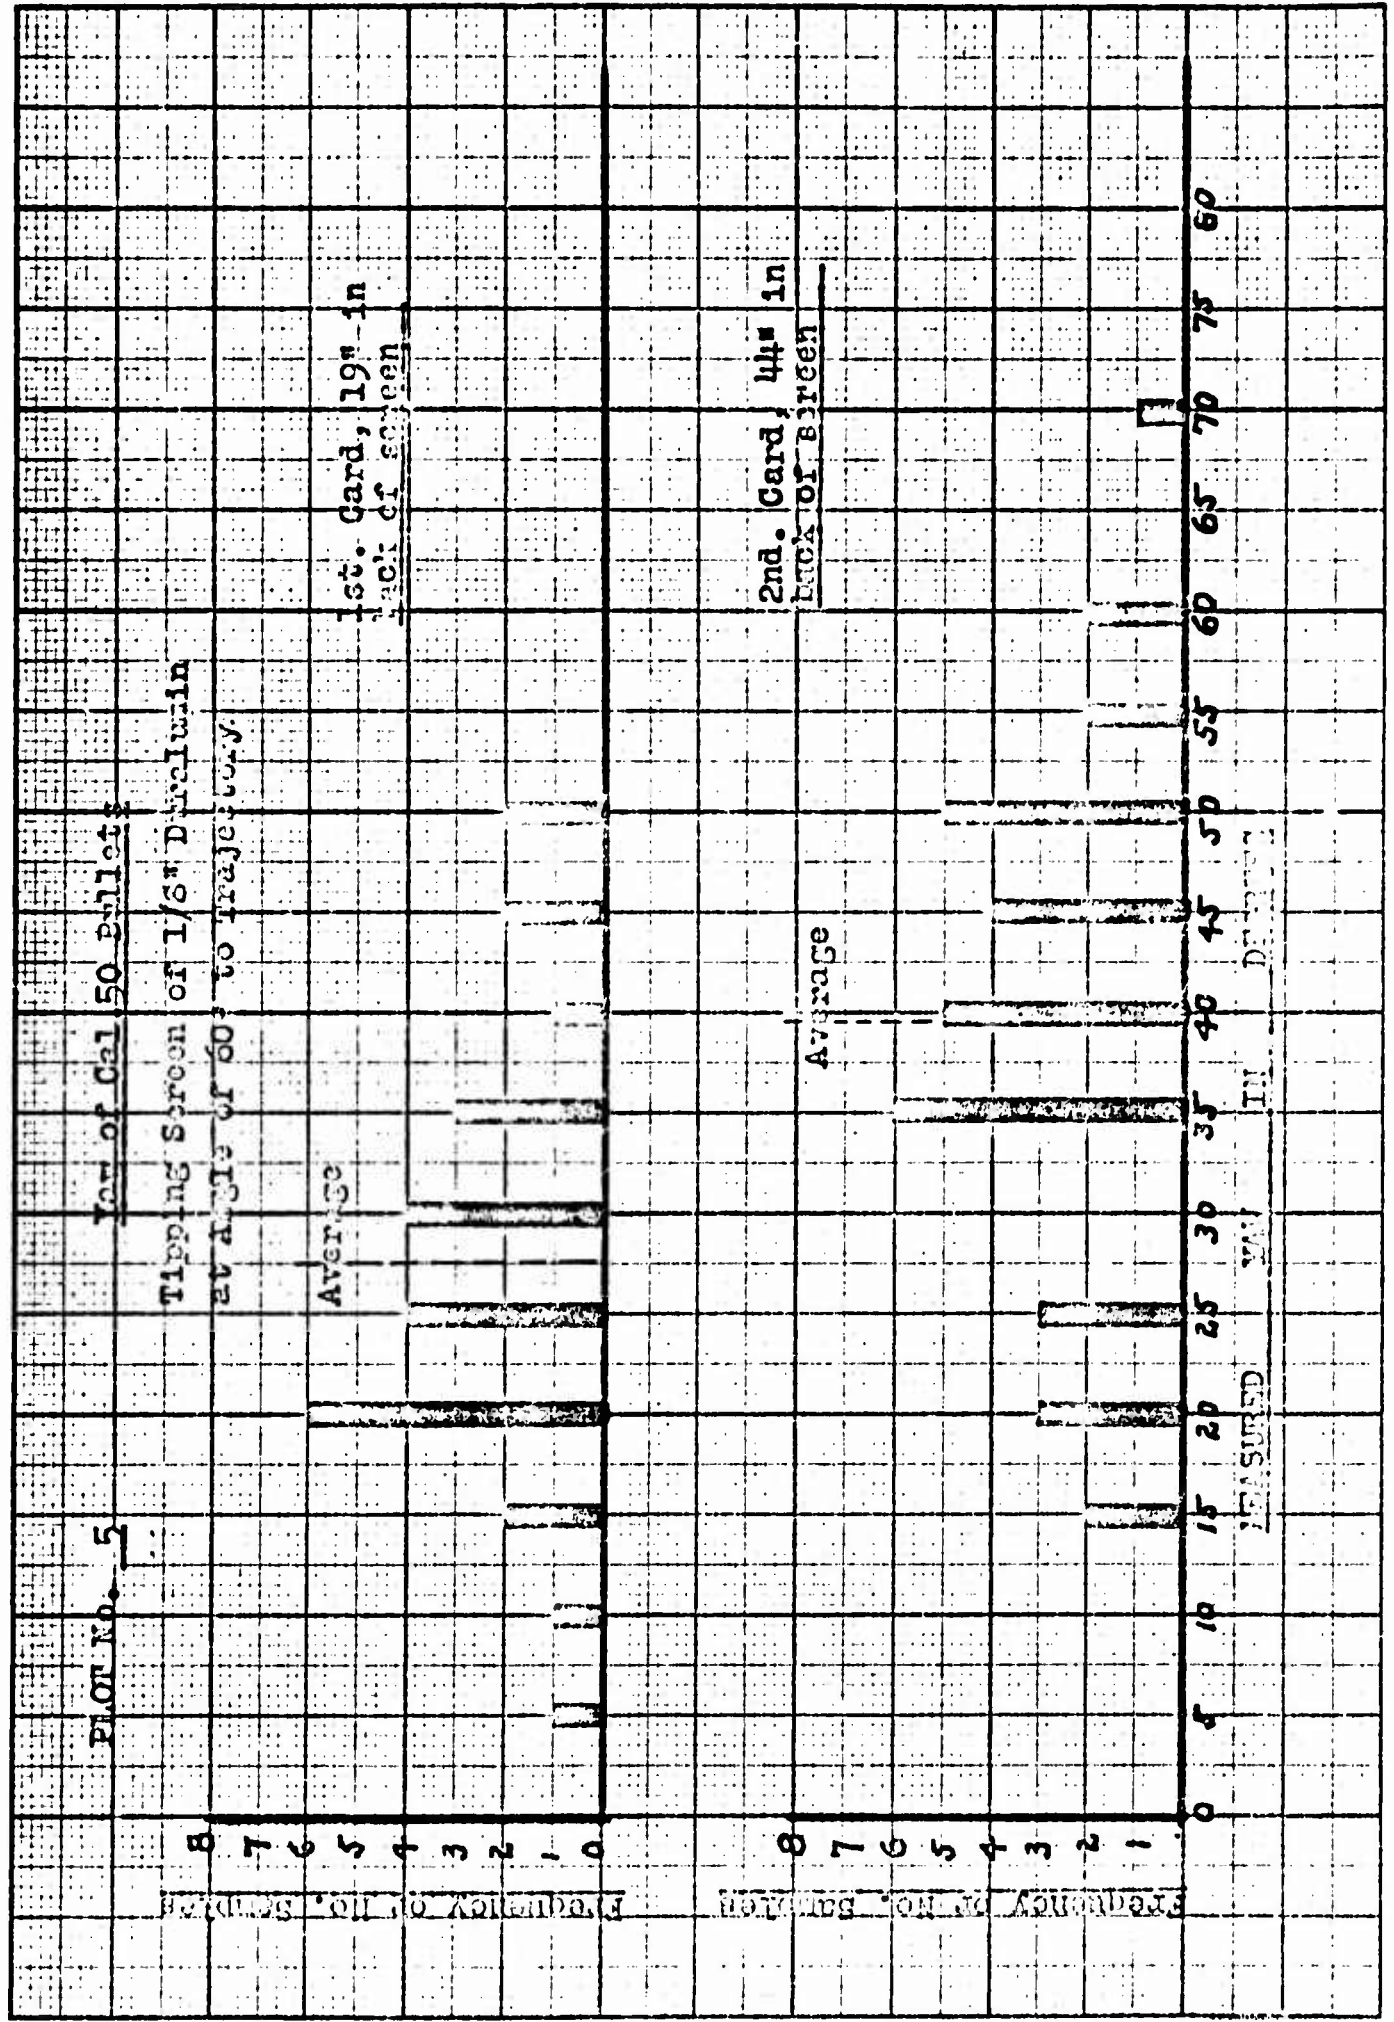 PLOT No. 5
Yaw of Cal .50 Bullets
Tipping Screen of 1/8" Duralumin
at Angle of 60° to Trajectory
Average
1st. Card, 19" in
back of screen
8
7
6
5
4
3
2
1
0
Frequency or No. Samples
Average
2nd. Card, 44" in
back of screen
8
7
6
5
4
3
2
1
Frequency or No. Samples
0 5 10 15 20 25 30 35 40 45 50 55 60 65 70 75 80
MEASURED YAW IN